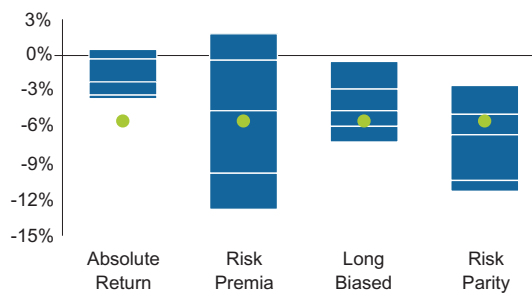 3%
0%
-3%
-6%
-9%
-12%
-15%
Absolute Return
Risk Premia
Long Biased
Risk Parity